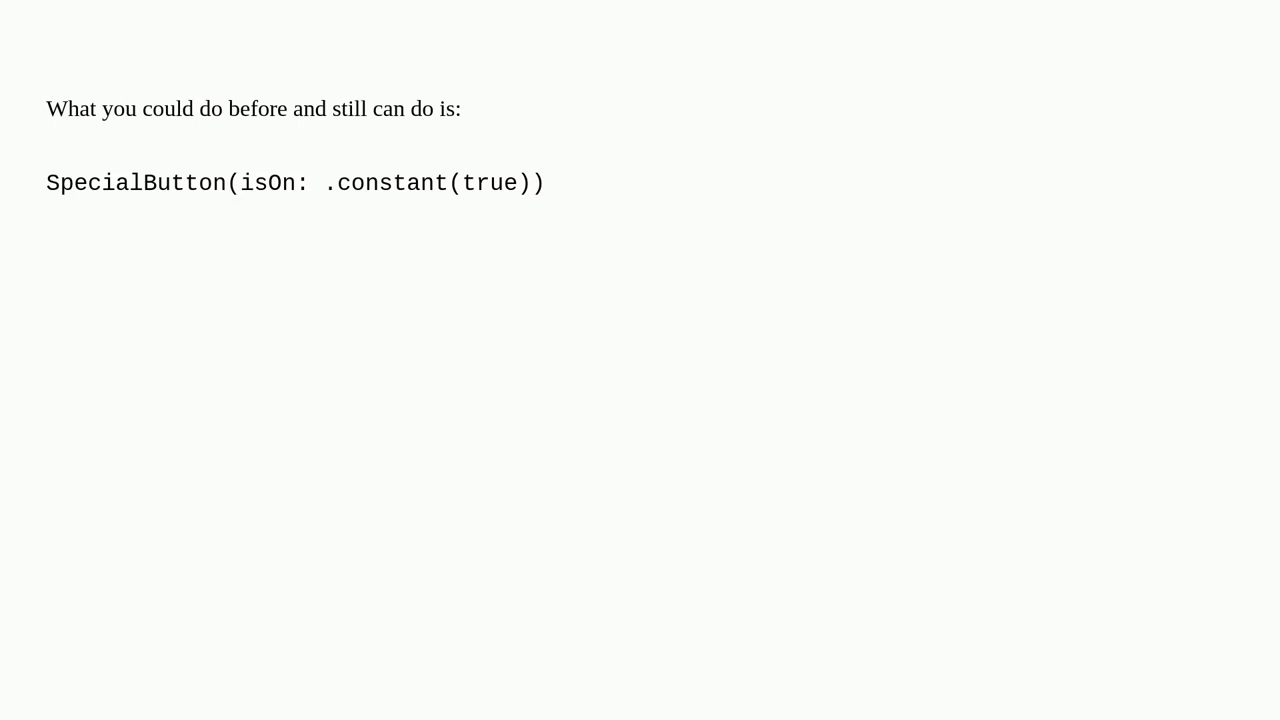 What you could do before and still can do is:
SpecialButton(isOn: .constant(true))